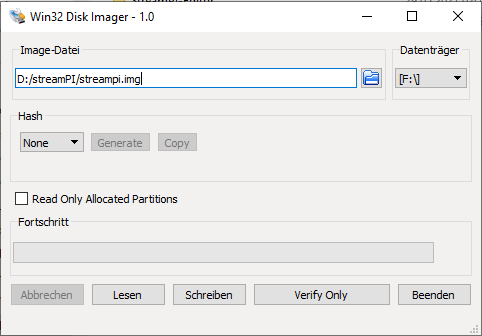 Win32 Disk Imager - 1.0
Image-Datei
Datenträger
D:/streamPI/streampi.img
[F:\]
Hash
None
Generate
Copy
Read Only Allocated Partitions
Fortschritt
Abbrechen
Lesen
Schreiben
Verify Only
Beenden